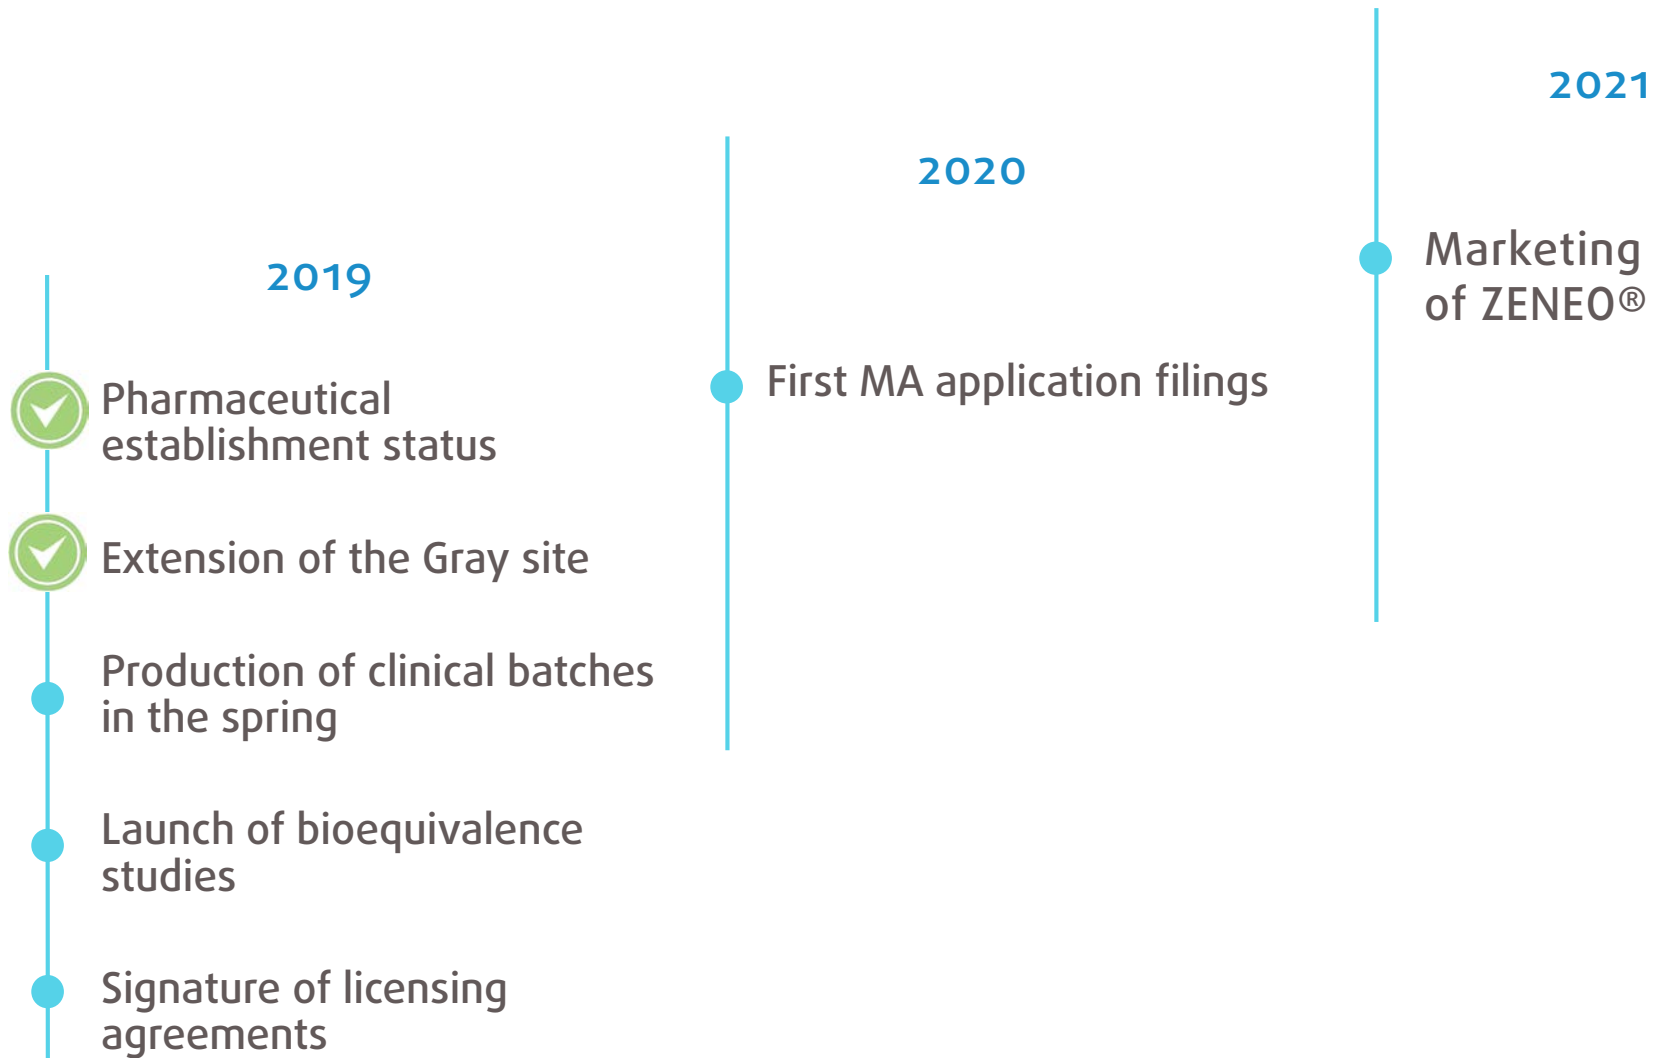 2019
Pharmaceutical
establishment status
Extension of the Gray site
Production of clinical batches
in the spring
Launch of bioequivalence
studies
Signature of licensing
agreements
2020
First MA application filings
2021
Marketing
of ZENEO®